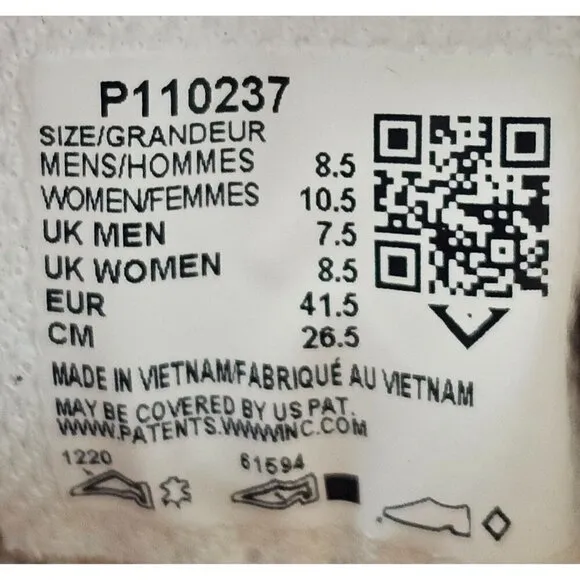 P110237
SIZE/GRANDEUR
MENS/HOMMES 8.5
WOMEN/FEMMES 10.5
UK MEN 7.5
UK WOMEN 8.5
EUR 41.5
CM 26.5
MADE IN VIETNAM/FABRIQUÉ AU VIETNAM
MAY BE COVERED BY US PAT.
WWW.PATENTS.WWWINC.COM
1220 61594